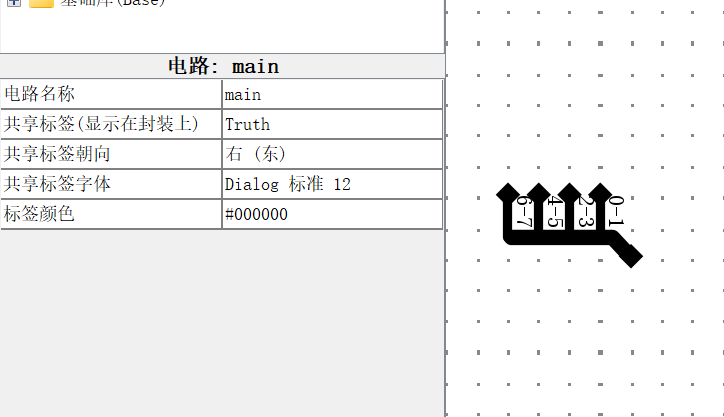 基础库(Base)
电路: main
电路名称 main
共享标签(显示在封装上) Truth
共享标签朝向 右 (东)
共享标签字体 Dialog 标准 12
标签颜色 #000000
6-7
4-5
2-3
0-1